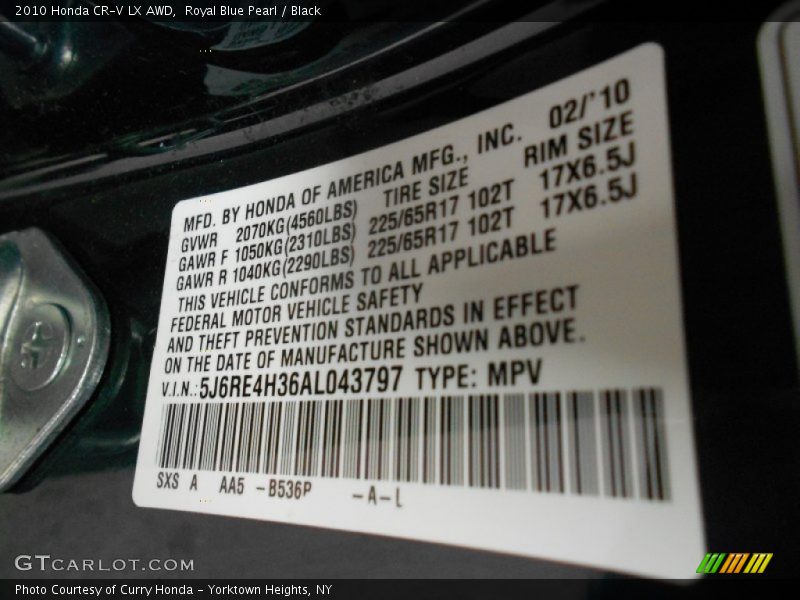 2010 Honda CR-V LX AWD,  Royal Blue Pearl / Black
MFD. BY HONDA OF AMERICA MFG., INC. 02/'10
GVWR 2070KG(4560LBS) TIRE SIZE RIM SIZE
GAWR F 1050KG(2310LBS) 225/65R17 102T 17X6.5J
GAWR R 1040KG(2290LBS) 225/65R17 102T 17X6.5J
THIS VEHICLE CONFORMS TO ALL APPLICABLE
FEDERAL MOTOR VEHICLE SAFETY
AND THEFT PREVENTION STANDARDS IN EFFECT
ON THE DATE OF MANUFACTURE SHOWN ABOVE.
V.I.N.:5J6RE4H36AL043797 TYPE: MPV
SXS A AA5 -B536P -A-L
GTCARLOT.COM
Photo Courtesy of Curry Honda - Yorktown Heights, NY